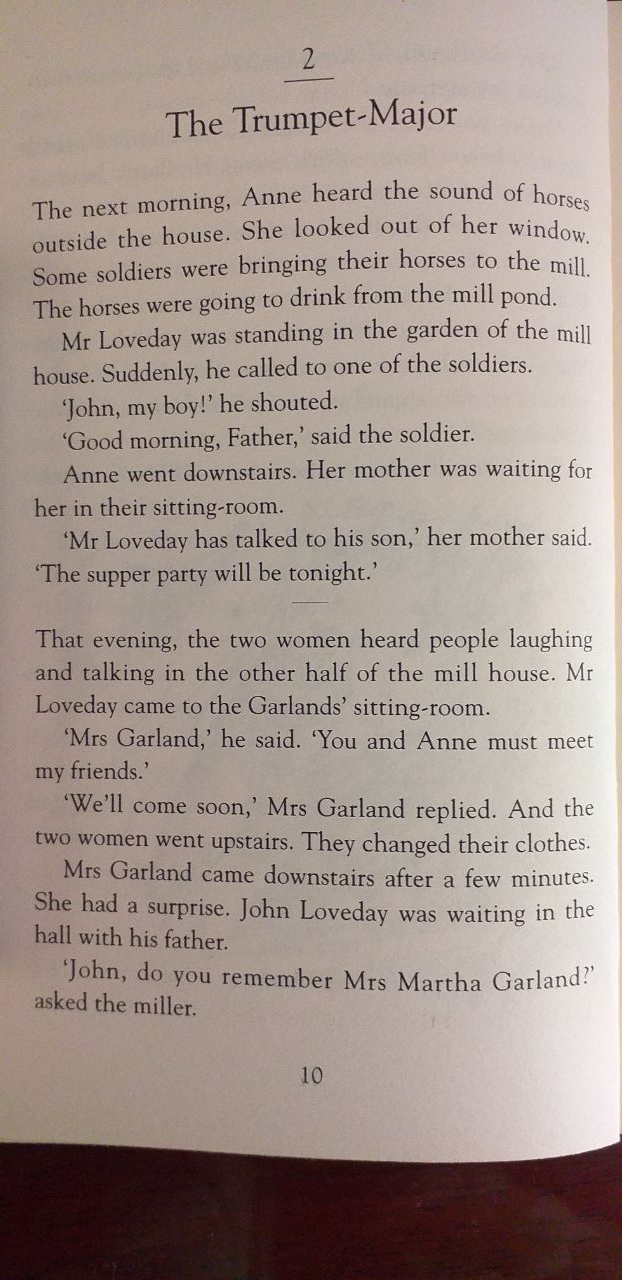 2
The Trumpet-Major
The next morning, Anne heard the sound of horses
outside the house. She looked out of her window.
Some soldiers were bringing their horses to the mill.
The horses were going to drink from the mill pond.
Mr Loveday was standing in the garden of the mill
house. Suddenly, he called to one of the soldiers.
‘John, my boy!’ he shouted.
‘Good morning, Father,’ said the soldier.
Anne went downstairs. Her mother was waiting for
her in their sitting-room.
‘Mr Loveday has talked to his son,’ her mother said.
‘The supper party will be tonight.’
That evening, the two women heard people laughing
and talking in the other half of the mill house. Mr
Loveday came to the Garlands’ sitting-room.
‘Mrs Garland,’ he said. ‘You and Anne must meet
my friends.’
‘We’ll come soon,’ Mrs Garland replied. And the
two women went upstairs. They changed their clothes.
Mrs Garland came downstairs after a few minutes.
She had a surprise. John Loveday was waiting in the
hall with his father.
‘John, do you remember Mrs Martha Garland?’
asked the miller.
10